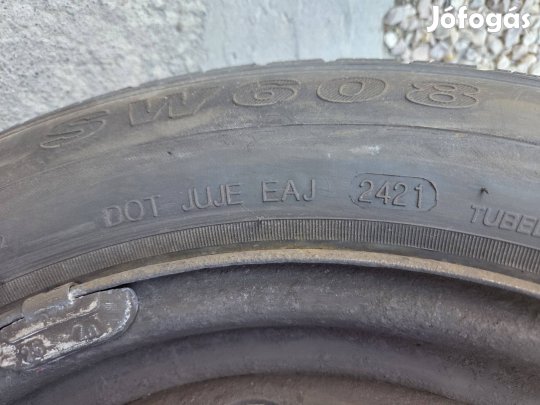 Jófogás
SW608
DOT JUJE EAJ 2421 TUBEL